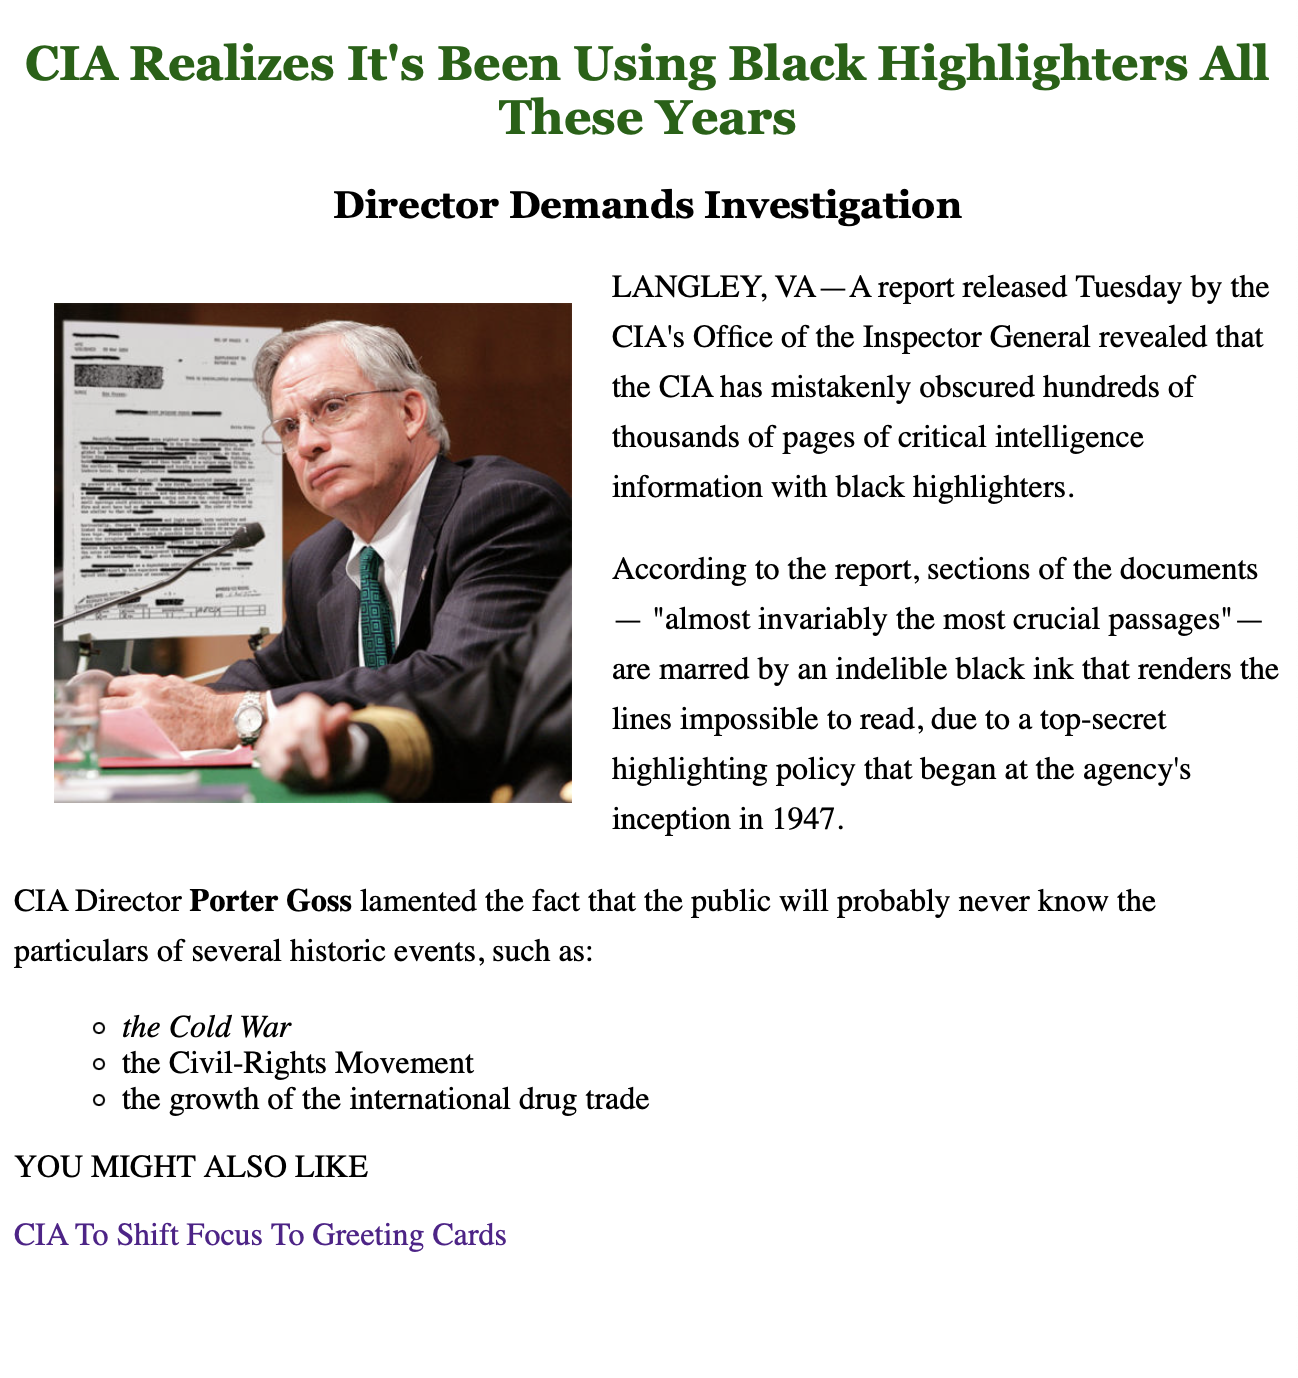 CIA Realizes It's Been Using Black Highlighters All
These Years
Director Demands Investigation
LANGLEY, VA—A report released Tuesday by the
CIA's Office of the Inspector General revealed that
the CIA has mistakenly obscured hundreds of
thousands of pages of critical intelligence
information with black highlighters.
According to the report, sections of the documents
— "almost invariably the most crucial passages"—
are marred by an indelible black ink that renders the
lines impossible to read, due to a top-secret
highlighting policy that began at the agency's
inception in 1947.
CIA Director Porter Goss lamented the fact that the public will probably never know the
particulars of several historic events, such as:
the Cold War
the Civil-Rights Movement
the growth of the international drug trade
YOU MIGHT ALSO LIKE
CIA To Shift Focus To Greeting Cards